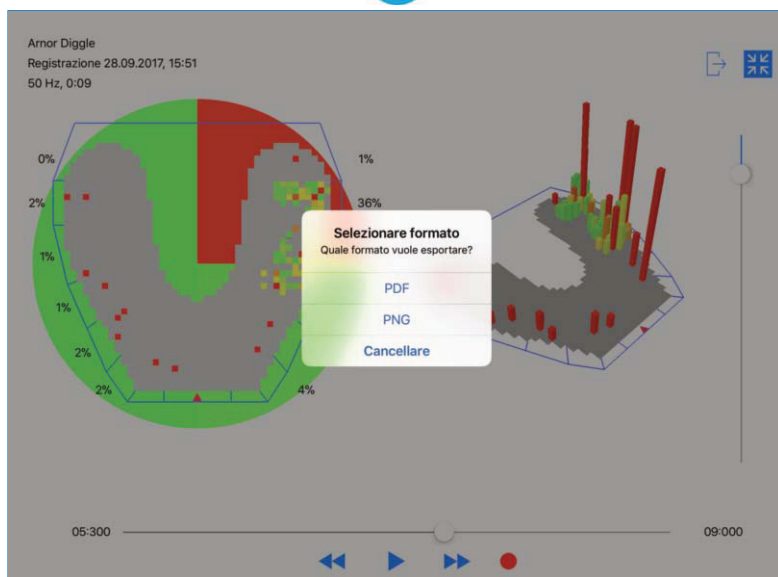 Arnor Diggle
Registrazione 28.09.2017, 15:51
50 Hz, 0:09
0%
1%
2%
36%
1%
1%
2%
2%
4%
Selezionare formato
Quale formato vuole esportare?
PDF
PNG
Cancellare
05:300
09:000